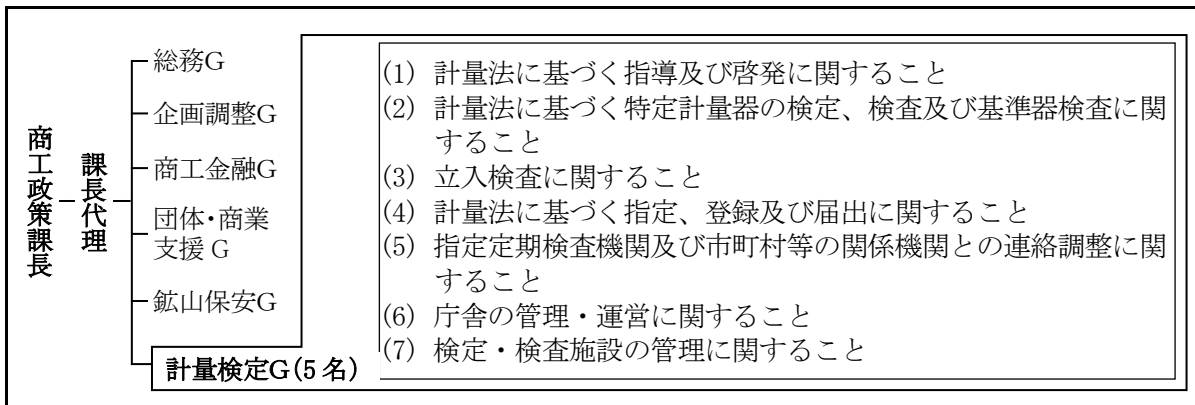 商工政策課長
課長代理
総務G
企画調整G
商工金融G
団体・商業
支援 G
鉱山保安G
計量検定G(5 名)
(1) 計量法に基づく指導及び啓発に関すること
(2) 計量法に基づく特定計量器の検定、検査及び基準器検査に関
すること
(3) 立入検査に関すること
(4) 計量法に基づく指定、登録及び届出に関すること
(5) 指定定期検査機関及び市町村等の関係機関との連絡調整に関
すること
(6) 庁舎の管理・運営に関すること
(7) 検定・検査施設の管理に関すること